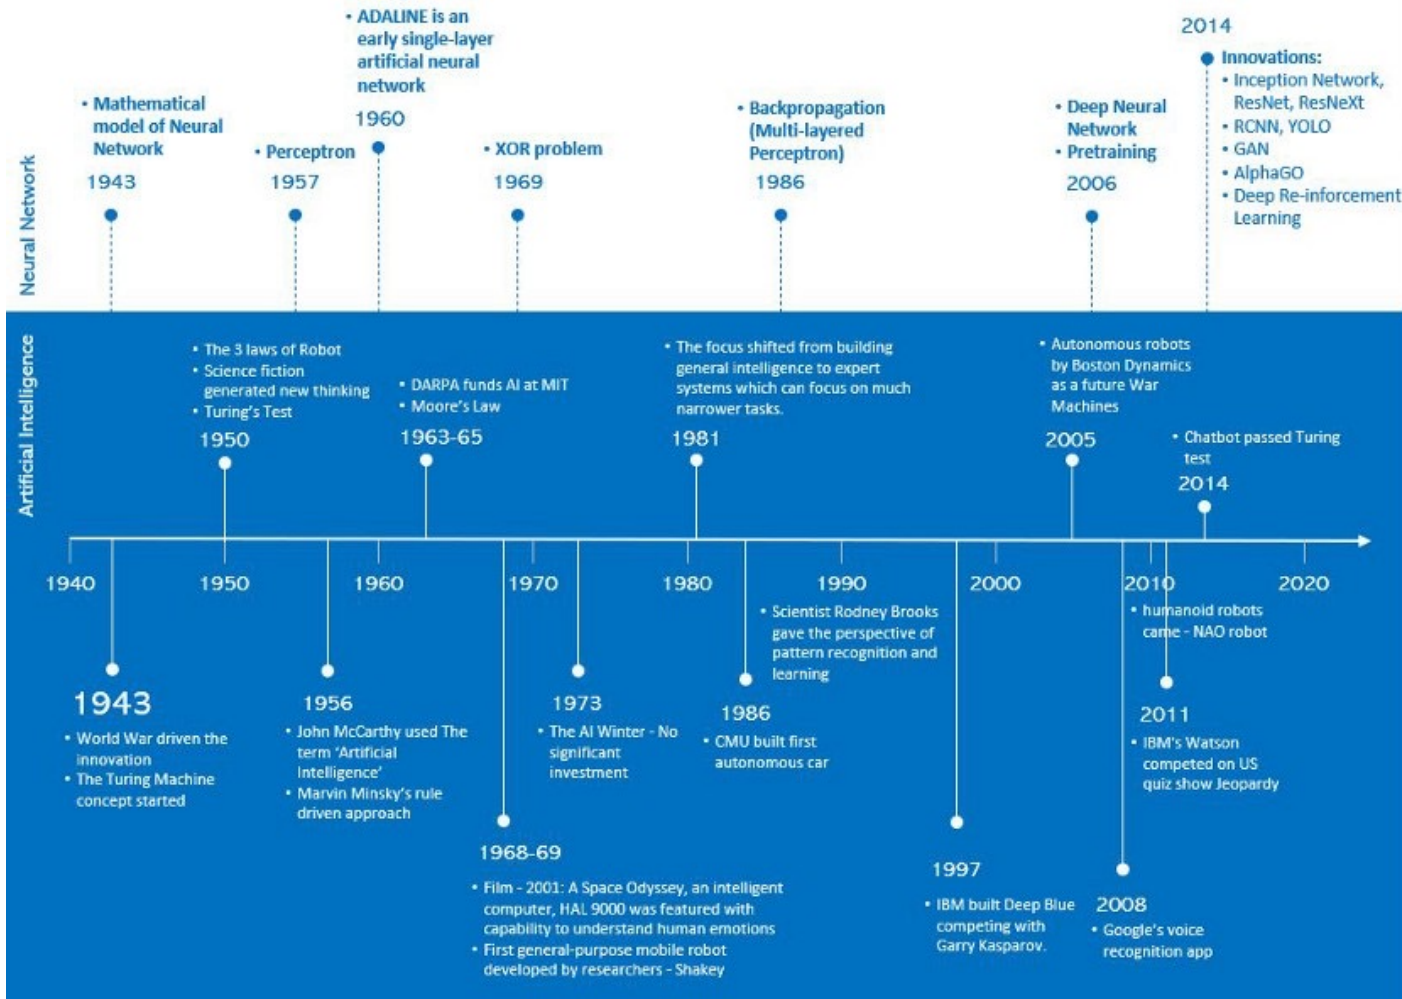 Neural Network
• Mathematical
model of Neural
Network
1943
• Perceptron
1957
• ADALINE is an
early single-layer
artificial neural
network
1960
• XOR problem
1969
• Backpropagation
(Multi-layered
Perceptron)
1986
• Deep Neural
Network
• Pretraining
2006
2014
Innovations:
• Inception Network,
ResNet, ResNeXt
• RCNN, YOLO
• GAN
• AlphaGO
• Deep Re-inforcement
Learning
Artificial Intelligence
• The 3 laws of Robot
• Science fiction
generated new thinking
• Turing's Test
1950
• DARPA funds AI at MIT
• Moore's Law
1963-65
• The focus shifted from building
general intelligence to expert
systems which can focus on much
narrower tasks.
1981
• Autonomous robots
by Boston Dynamics
as a future War
Machines
2005
• Chatbot passed Turing
test
2014
1940
1950
1960
1970
1980
1990
2000
2010
2020
1943
• World War driven the
innovation
• The Turing Machine
concept started
1956
• John McCarthy used The
term ‘Artificial
Intelligence’
• Marvin Minsky's rule
driven approach
1968-69
• Film - 2001: A Space Odyssey, an intelligent
computer, HAL 9000 was featured with
capability to understand human emotions
• First general-purpose mobile robot
developed by researchers - Shakey
1973
• The AI Winter - No
significant
investment
• Scientist Rodney Brooks
gave the perspective of
pattern recognition and
learning
1986
• CMU built first
autonomous car
1997
• IBM built Deep Blue
competing with
Garry Kasparov.
2008
• Google's voice
recognition app
• humanoid robots
came - NAO robot
2011
• IBM's Watson
competed on US
quiz show Jeopardy